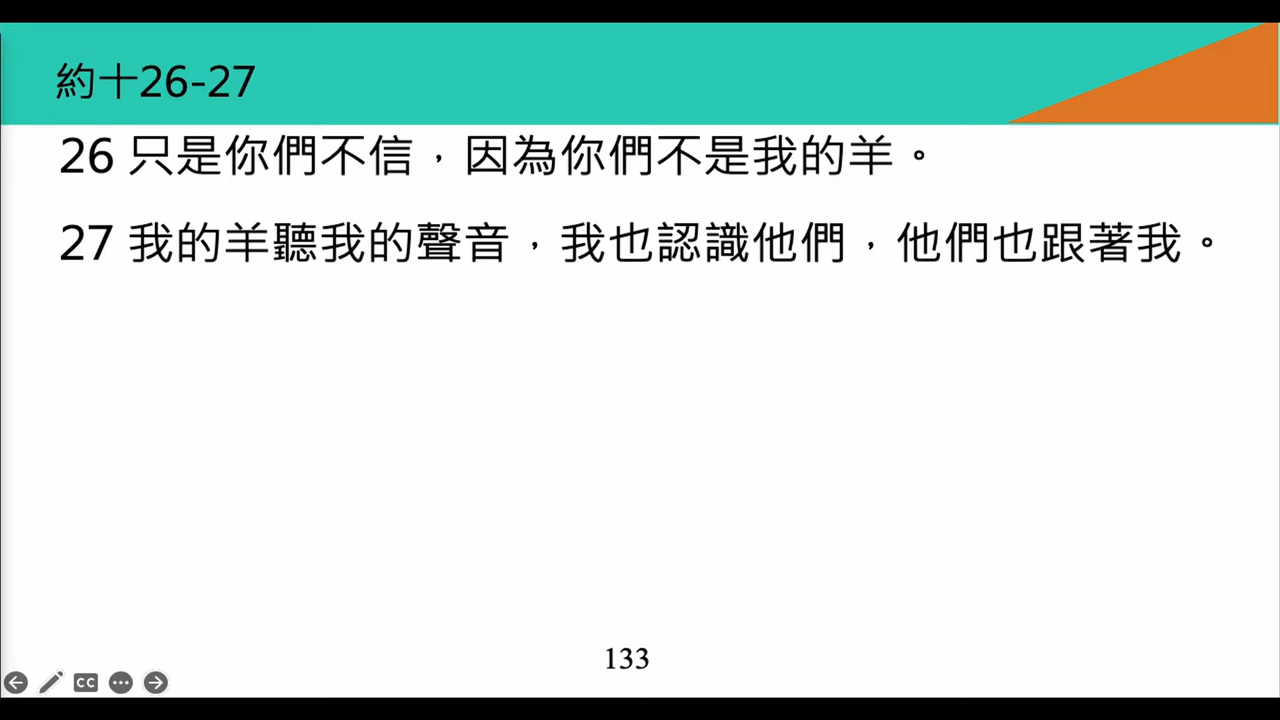 約十26-27
26 只是你們不信，因為你們不是我的羊。
27 我的羊聽我的聲音，我也認識他們，他們也跟著我。
133
CC